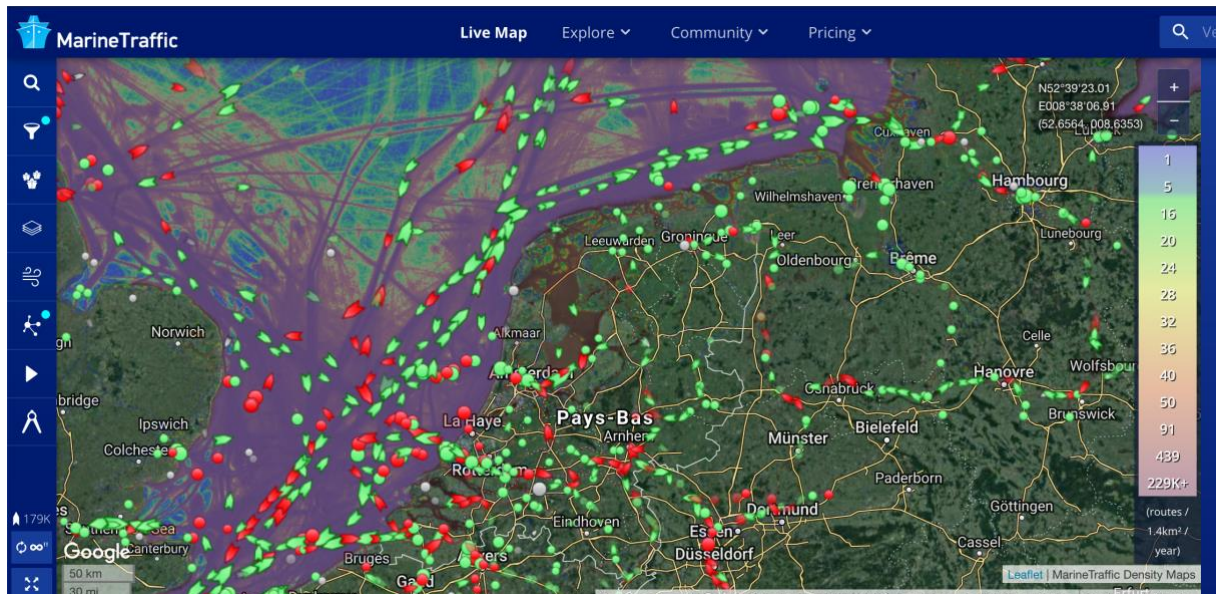 MarineTraffic
Live Map
Explore
Community
Pricing
N52°39'23.01
E008°38'06.91
(52.6564, 008.6353)
Cuxhaven
Hambourg
Wilhelmshaven
Leeuwarden
Groningue
Leer
Lunebourg
Oldenbourg
Brême
Norwich
Alkmaar
Celle
Amsterdam
Osnabrück
Hanovre
Ipswich
La Haye
Pays-Bas
Brunswick
Arnhem
Münster
Bielefeld
Rotterdam
Paderborn
Dortmund
Göttingen
Eindhoven
Essen
Canterbury
Düsseldorf
Cassel
Bruges
Gand
Google
179K
50 km
30 mi
1
5
16
20
24
28
32
36
40
50
91
439
229K+
(routes /
1.4km² /
year)
Leaflet | MarineTraffic Density Maps